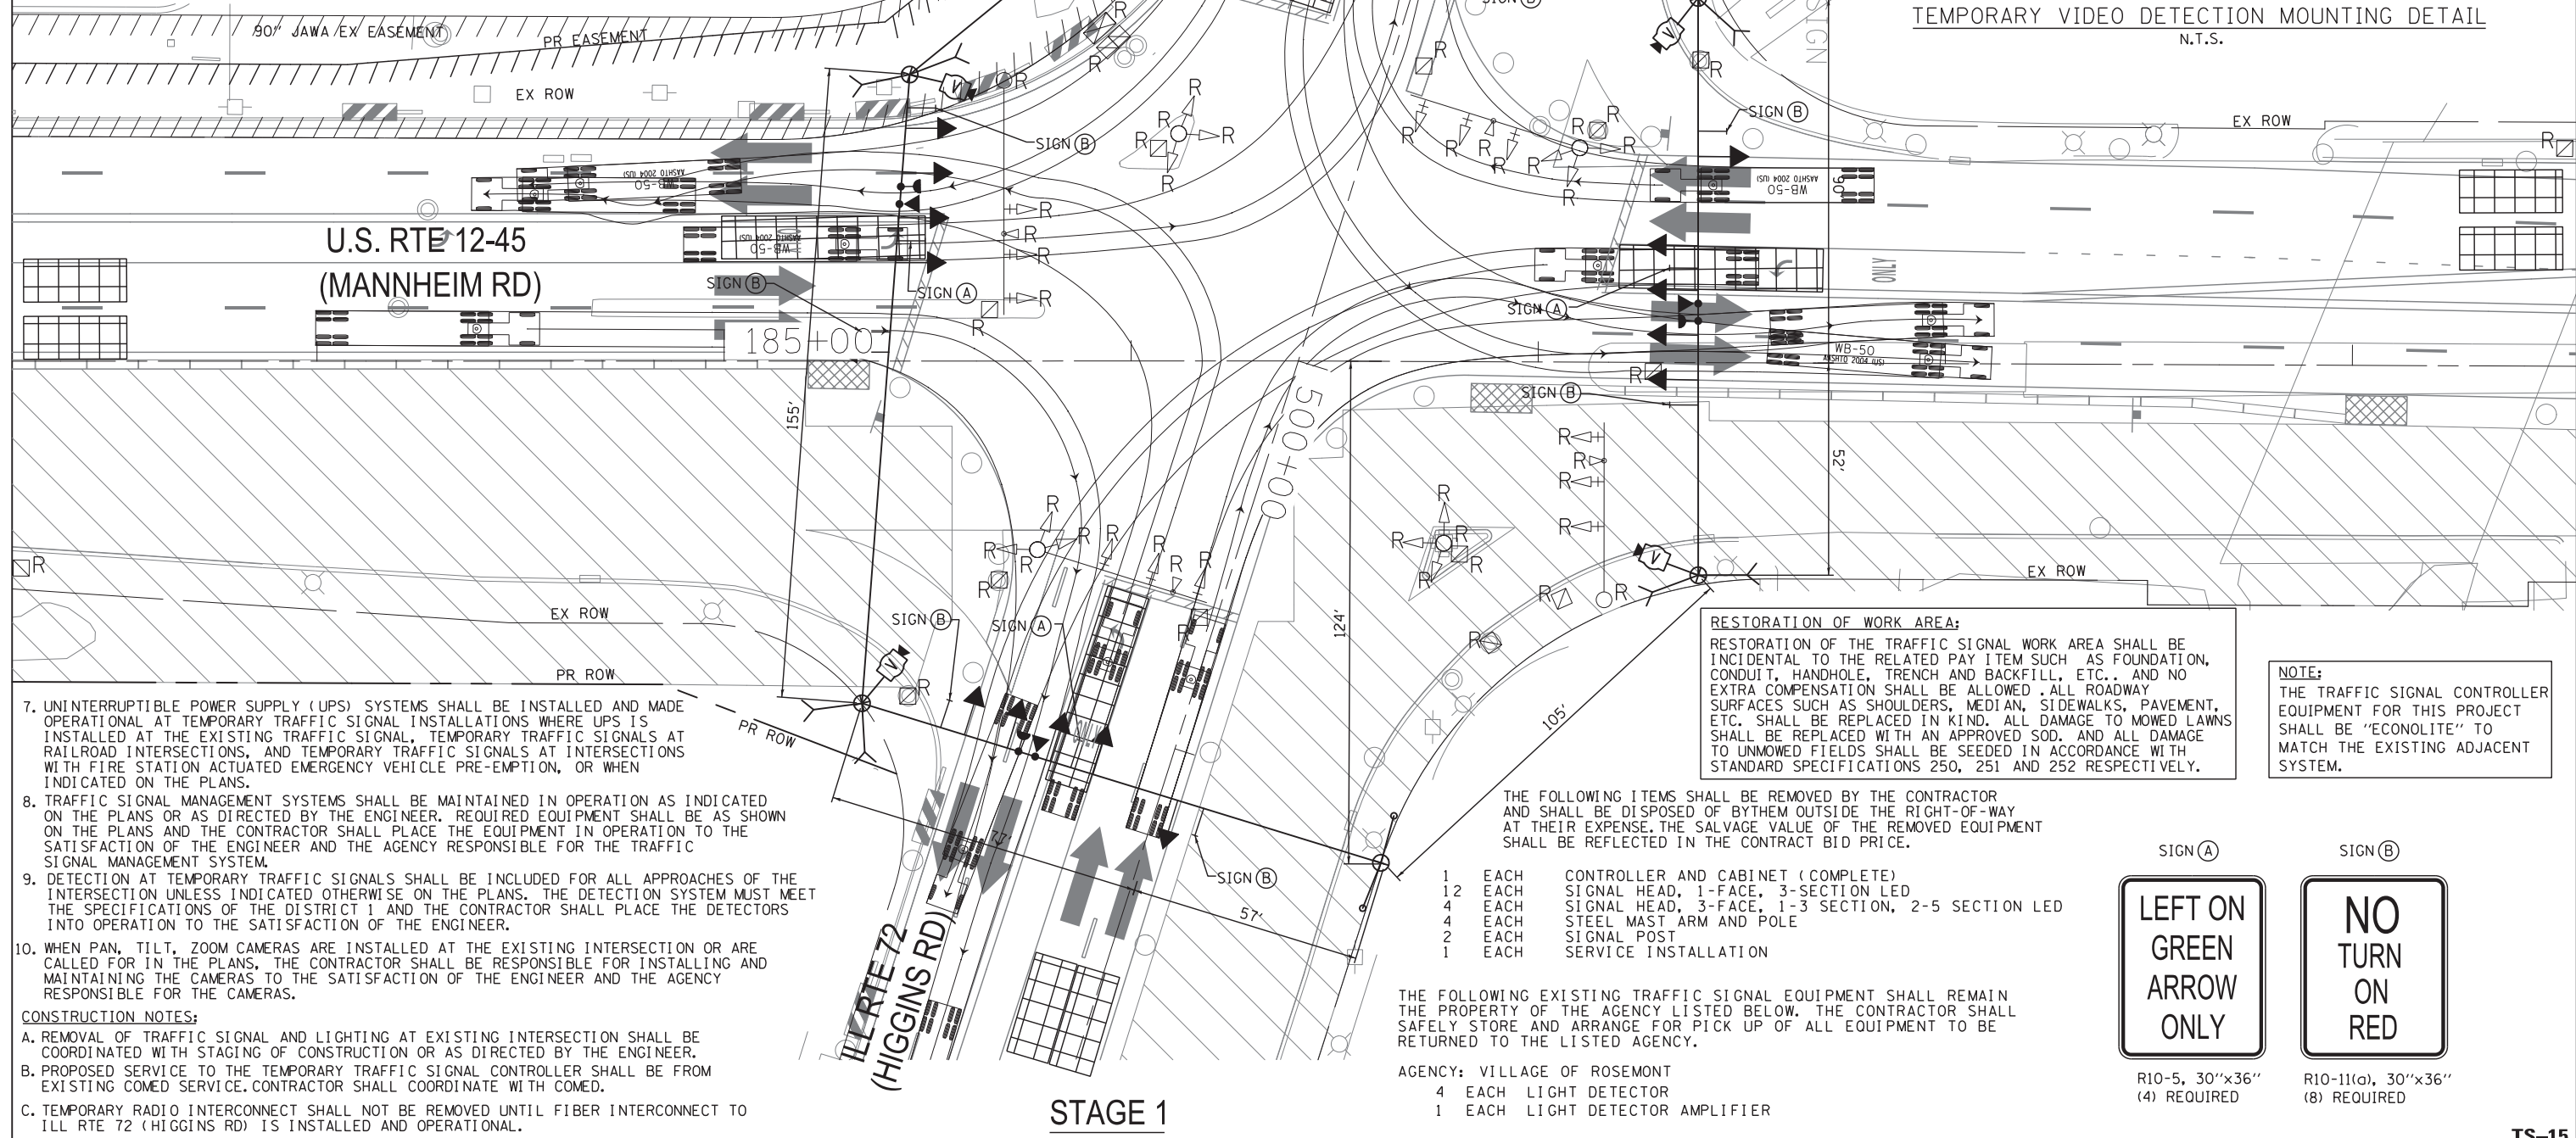 TEMPORARY VIDEO DETECTION MOUNTING DETAIL
N.T.S.
90" JAWA EX EASEMENT
PR EASEMENT
EX ROW
SIGN B
SIGN B
EX ROW
WB-50
AASHTO 2004 (US)
WB-50
AASHTO 2004 (US)
90'
U.S. RTE 12-45
(MANNHEIM RD)
WB-50
AASHTO 2004 (US)
SIGN B
SIGN A
SIGN A
185+00
WB-50
AASHTO 2004 (US)
SIGN B
155'
500+00
52'
124'
EX ROW
EX ROW
SIGN B
SIGN A
PR ROW
PR ROW
105'
77'
57'
SIGN B
ILL RTE 72
(HIGGINS RD)
7. UNINTERRUPTIBLE POWER SUPPLY (UPS) SYSTEMS SHALL BE INSTALLED AND MADE
OPERATIONAL AT TEMPORARY TRAFFIC SIGNAL INSTALLATIONS WHERE UPS IS
INSTALLED AT THE EXISTING TRAFFIC SIGNAL, TEMPORARY TRAFFIC SIGNALS AT
RAILROAD INTERSECTIONS, AND TEMPORARY TRAFFIC SIGNALS AT INTERSECTIONS
WITH FIRE STATION ACTUATED EMERGENCY VEHICLE PRE-EMPTION, OR WHEN
INDICATED ON THE PLANS.
8. TRAFFIC SIGNAL MANAGEMENT SYSTEMS SHALL BE MAINTAINED IN OPERATION AS INDICATED
ON THE PLANS OR AS DIRECTED BY THE ENGINEER. REQUIRED EQUIPMENT SHALL BE AS SHOWN
ON THE PLANS AND THE CONTRACTOR SHALL PLACE THE EQUIPMENT IN OPERATION TO THE
SATISFACTION OF THE ENGINEER AND THE AGENCY RESPONSIBLE FOR THE TRAFFIC
SIGNAL MANAGEMENT SYSTEM.
9. DETECTION AT TEMPORARY TRAFFIC SIGNALS SHALL BE INCLUDED FOR ALL APPROACHES OF THE
INTERSECTION UNLESS INDICATED OTHERWISE ON THE PLANS. THE DETECTION SYSTEM MUST MEET
THE SPECIFICATIONS OF THE DISTRICT 1 AND THE CONTRACTOR SHALL PLACE THE DETECTORS
INTO OPERATION TO THE SATISFACTION OF THE ENGINEER.
10. WHEN PAN, TILT, ZOOM CAMERAS ARE INSTALLED AT THE EXISTING INTERSECTION OR ARE
CALLED FOR IN THE PLANS, THE CONTRACTOR SHALL BE RESPONSIBLE FOR INSTALLING AND
MAINTAINING THE CAMERAS TO THE SATISFACTION OF THE ENGINEER AND THE AGENCY
RESPONSIBLE FOR THE CAMERAS.
CONSTRUCTION NOTES:
A. REMOVAL OF TRAFFIC SIGNAL AND LIGHTING AT EXISTING INTERSECTION SHALL BE
COORDINATED WITH STAGING OF CONSTRUCTION OR AS DIRECTED BY THE ENGINEER.
B. PROPOSED SERVICE TO THE TEMPORARY TRAFFIC SIGNAL CONTROLLER SHALL BE FROM
EXISTING COMED SERVICE. CONTRACTOR SHALL COORDINATE WITH COMED.
C. TEMPORARY RADIO INTERCONNECT SHALL NOT BE REMOVED UNTIL FIBER INTERCONNECT TO
ILL RTE 72 (HIGGINS RD) IS INSTALLED AND OPERATIONAL.
STAGE 1
RESTORATION OF WORK AREA:
RESTORATION OF THE TRAFFIC SIGNAL WORK AREA SHALL BE
INCIDENTAL TO THE RELATED PAY ITEM SUCH AS FOUNDATION,
CONDUIT, HANDHOLE, TRENCH AND BACKFILL, ETC.. AND NO
EXTRA COMPENSATION SHALL BE ALLOWED .ALL ROADWAY
SURFACES SUCH AS SHOULDERS, MEDIAN, SIDEWALKS, PAVEMENT,
ETC. SHALL BE REPLACED IN KIND. ALL DAMAGE TO MOWED LAWNS
SHALL BE REPLACED WITH AN APPROVED SOD. AND ALL DAMAGE
TO UNMOWED FIELDS SHALL BE SEEDED IN ACCORDANCE WITH
STANDARD SPECIFICATIONS 250, 251 AND 252 RESPECTIVELY.
NOTE:
THE TRAFFIC SIGNAL CONTROLLER
EQUIPMENT FOR THIS PROJECT
SHALL BE "ECONOLITE" TO
MATCH THE EXISTING ADJACENT
SYSTEM.
THE FOLLOWING ITEMS SHALL BE REMOVED BY THE CONTRACTOR
AND SHALL BE DISPOSED OF BYTHEM OUTSIDE THE RIGHT-OF-WAY
AT THEIR EXPENSE. THE SALVAGE VALUE OF THE REMOVED EQUIPMENT
SHALL BE REFLECTED IN THE CONTRACT BID PRICE.
1 EACH CONTROLLER AND CABINET (COMPLETE)
12 EACH SIGNAL HEAD, 1-FACE, 3-SECTION LED
4 EACH SIGNAL HEAD, 3-FACE, 1-3 SECTION, 2-5 SECTION LED
4 EACH STEEL MAST ARM AND POLE
2 EACH SIGNAL POST
1 EACH SERVICE INSTALLATION
THE FOLLOWING EXISTING TRAFFIC SIGNAL EQUIPMENT SHALL REMAIN
THE PROPERTY OF THE AGENCY LISTED BELOW. THE CONTRACTOR SHALL
SAFELY STORE AND ARRANGE FOR PICK UP OF ALL EQUIPMENT TO BE
RETURNED TO THE LISTED AGENCY.
AGENCY: VILLAGE OF ROSEMONT
4 EACH LIGHT DETECTOR
1 EACH LIGHT DETECTOR AMPLIFIER
SIGN A
LEFT ON
GREEN
ARROW
ONLY
R10-5, 30"x36"
(4) REQUIRED
SIGN B
NO
TURN
ON
RED
R10-11(a), 30"x36"
(8) REQUIRED
TS-15